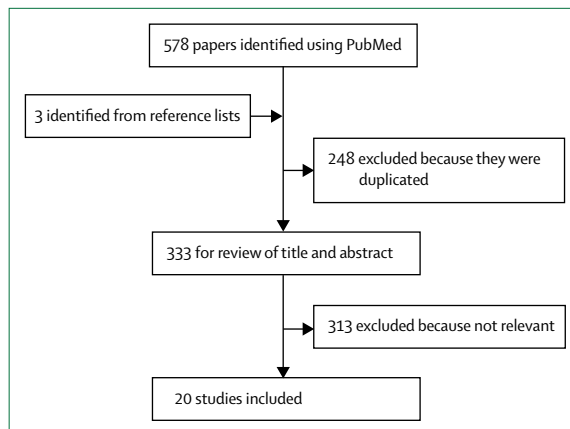 578 papers identified using PubMed
3 identified from reference lists
248 excluded because they were
duplicated
333 for review of title and abstract
313 excluded because not relevant
20 studies included